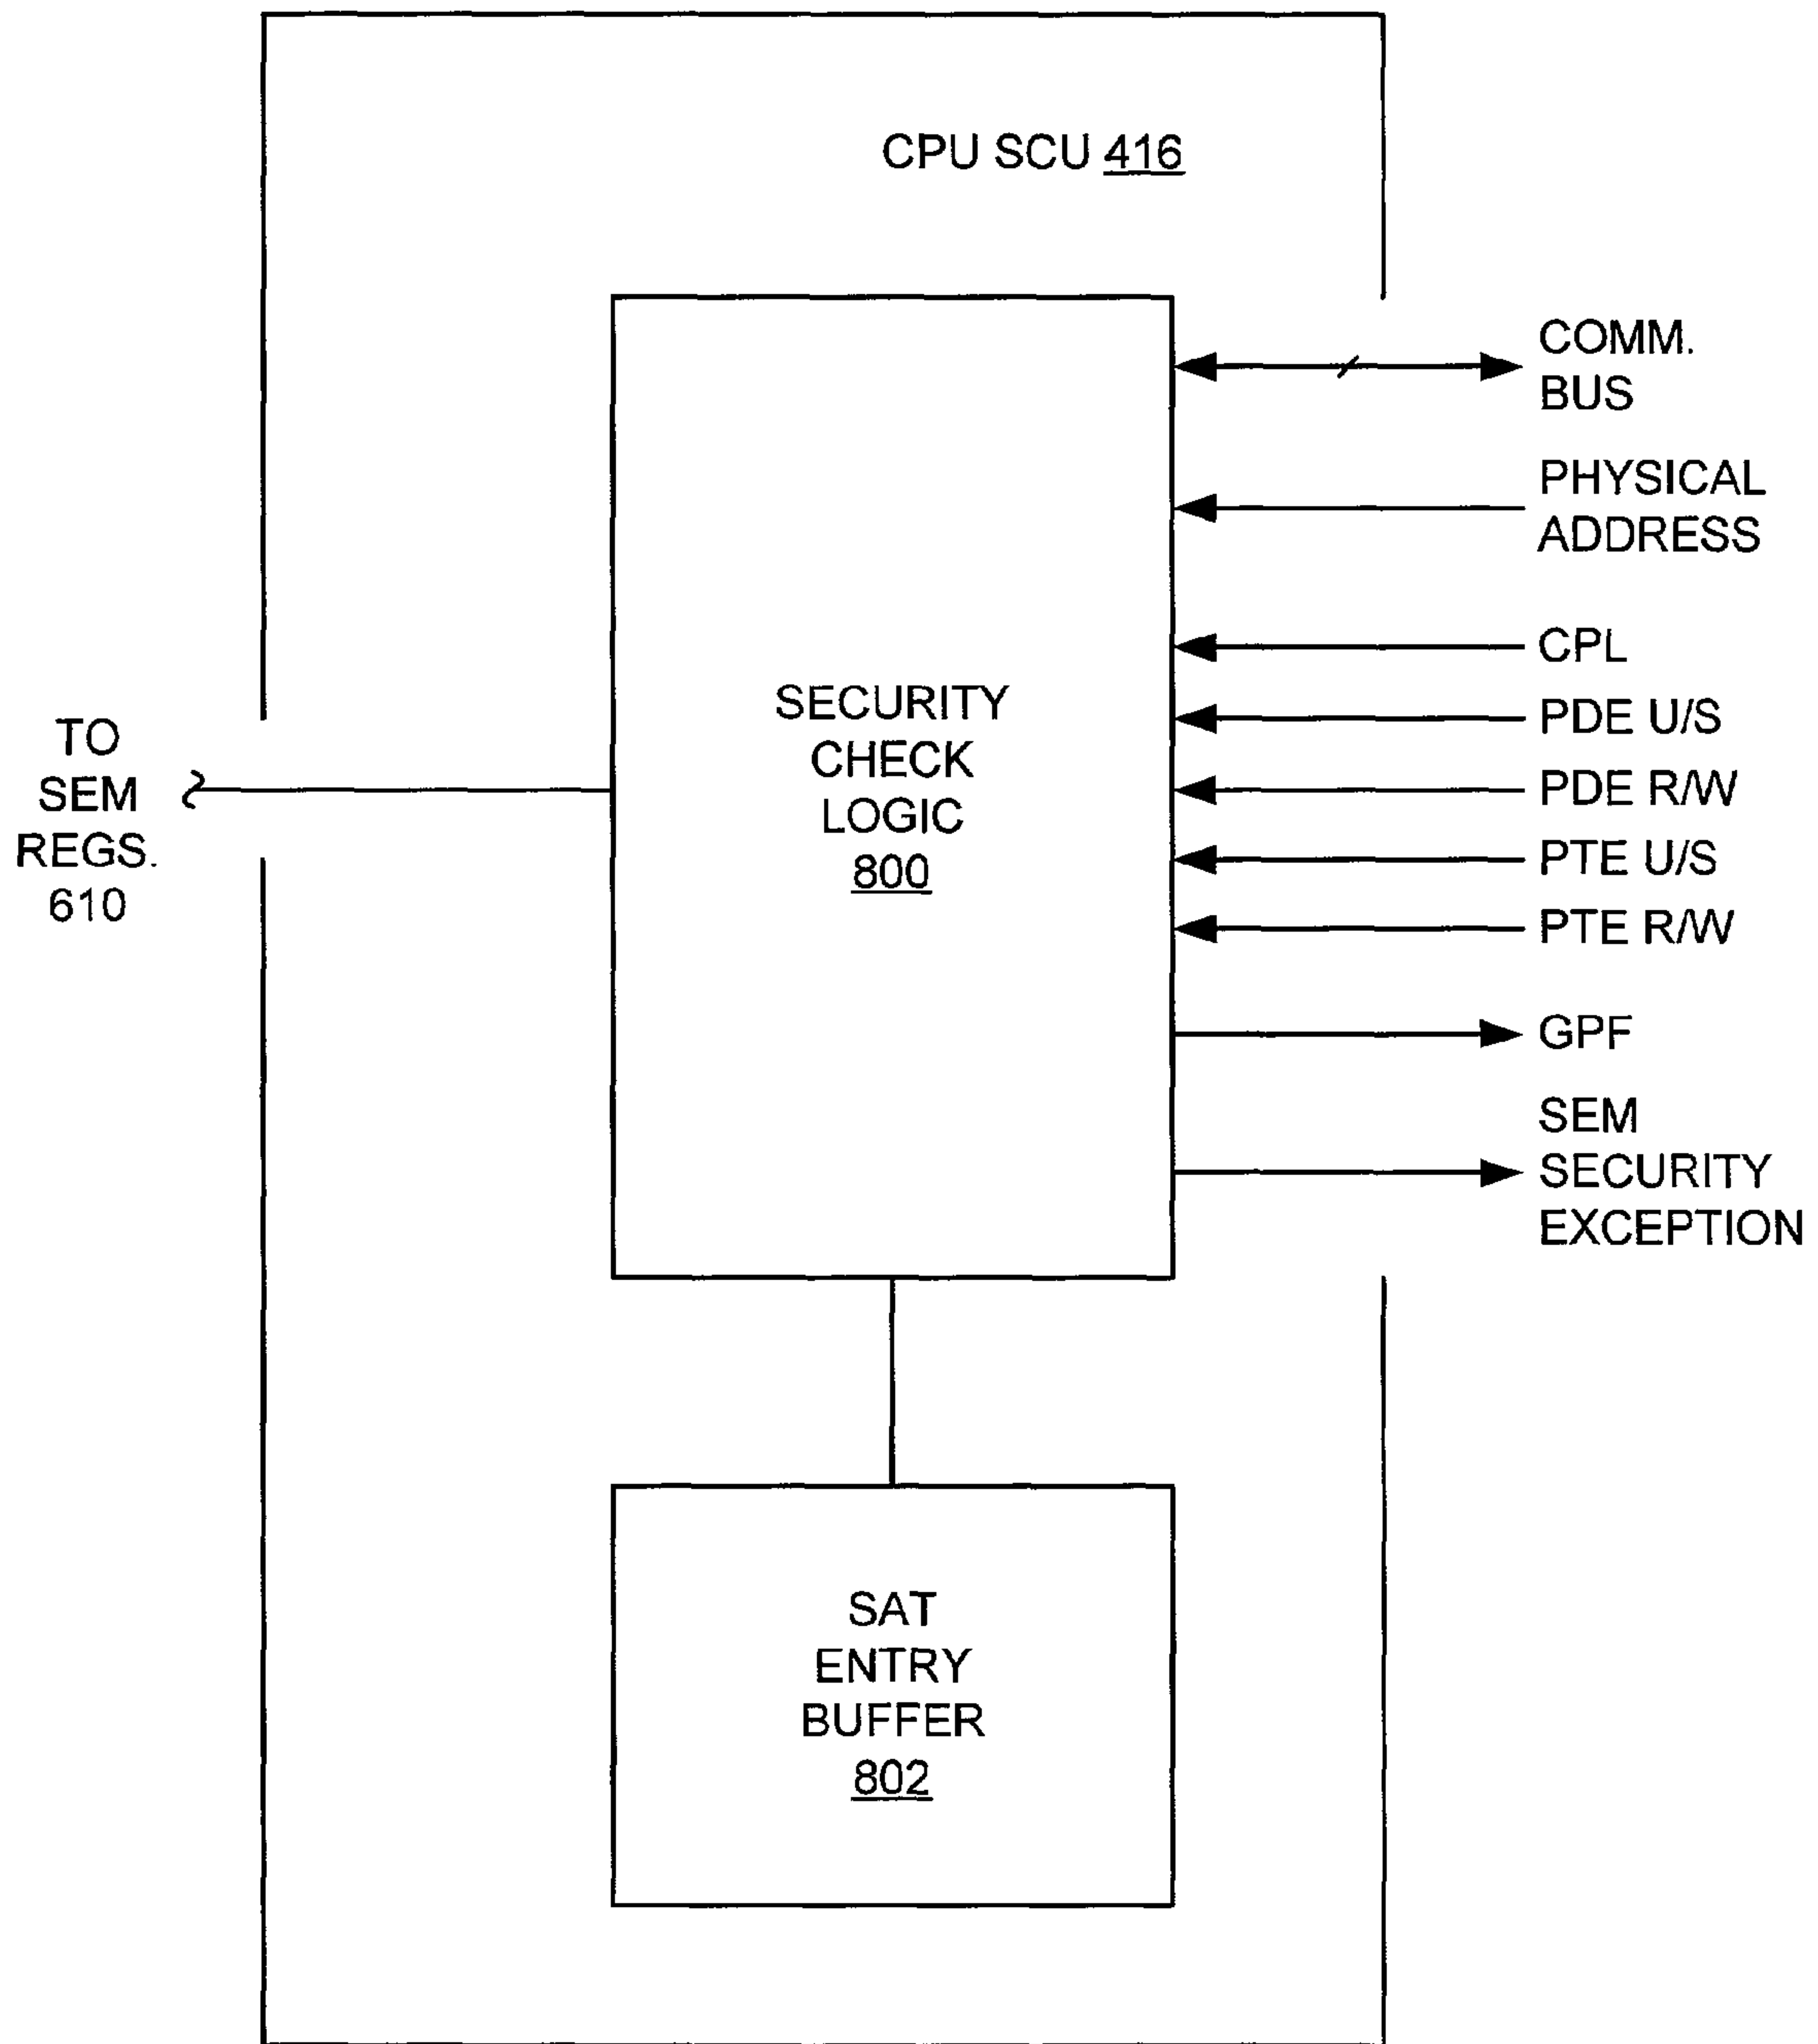 CPU SCU 416
COMM.
BUS
PHYSICAL
ADDRESS
CPL
PDE U/S
PDE R/W
PTE U/S
PTE R/W
GPF
SEM
SECURITY
EXCEPTION
TO
SEM
REGS.
610
SECURITY
CHECK
LOGIC
800
SAT
ENTRY
BUFFER
802